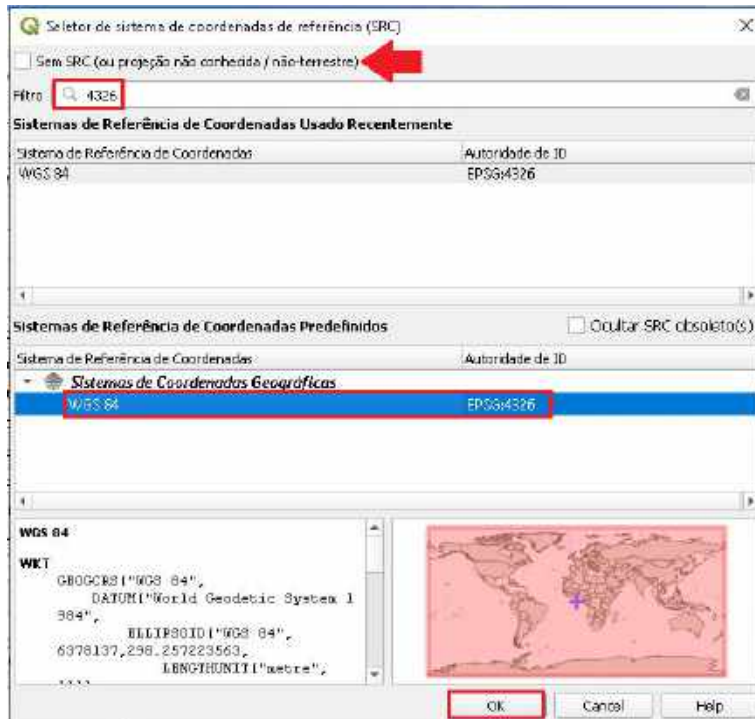 Seletor de sistema de coordenadas de referência (SRC)
Sem SRC (ou projeção não conhecida / não-terrestre)
Filtro 4326
Sistemas de Referência de Coordenadas Usado Recentemente
Sistema de Referência de Coordenadas Autoridade de ID
WGS 84 EPSG:4326
Sistemas de Referência de Coordenadas Predefinidos Ocultar SRC obsoleto(s)
Sistema de Referência de Coordenadas Autoridade de ID
Sistemas de Coordenadas Geográficas
WGS 84 EPSG:4326
WGS 84
WKT
GEOGCRS["WGS 84",
DATUM["World Geodetic System 1
984",
ELLIPSOID["WGS 84",
6378137,298.257223563,
LENGTHUNIT["metre",
OK Cancel Help